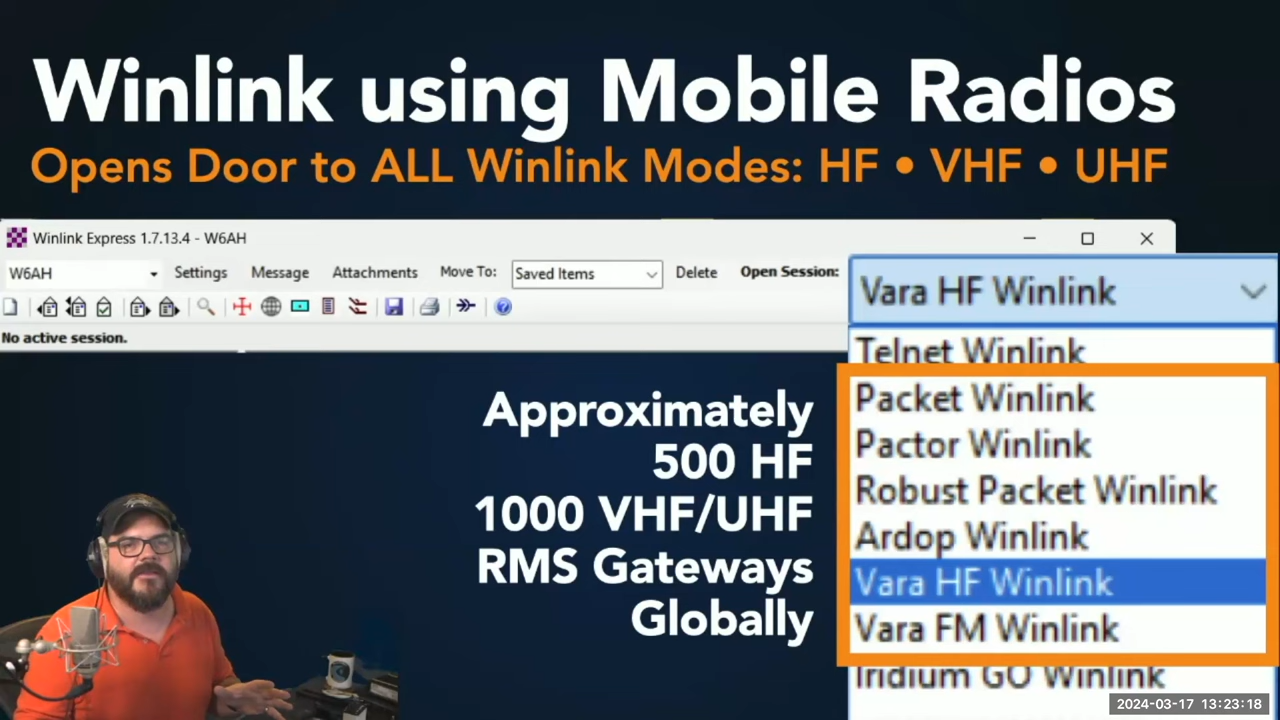 Winlink using Mobile Radios
Opens Door to ALL Winlink Modes: HF • VHF • UHF
Winlink Express 1.7.13.4 - W6AH
W6AH Settings Message Attachments Move To: Saved Items Delete Open Session: Vara HF Winlink
No active session.
Telnet Winlink
Packet Winlink
Pactor Winlink
Robust Packet Winlink
Ardop Winlink
Vara HF Winlink
Vara FM Winlink
Iridium GO Winlink
Approximately
500 HF
1000 VHF/UHF
RMS Gateways
Globally
2024-03-17 13:23:18